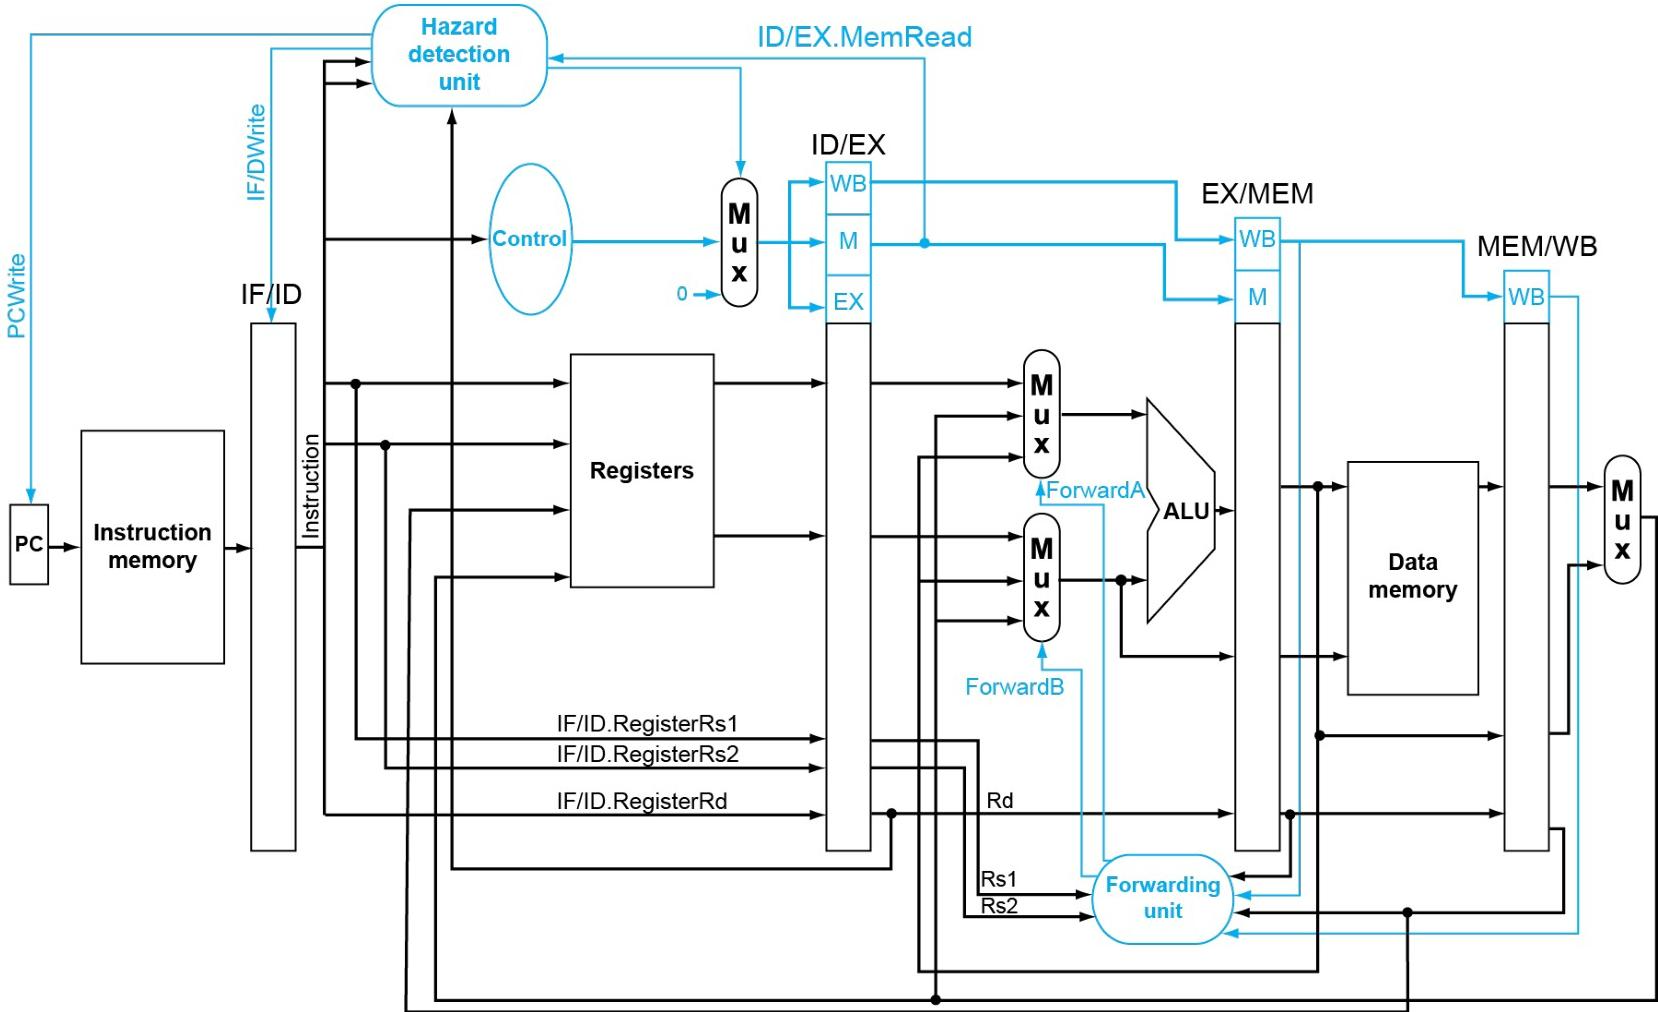 Hazard
detection
unit
ID/EX.MemRead
IF/DWrite
PCWrite
ID/EX
WB
M
EX
Control
0
M
u
x
EX/MEM
WB
M
MEM/WB
WB
IF/ID
Instruction
PC
Instruction
memory
Registers
M
u
x
ForwardA
M
u
x
ForwardB
ALU
Data
memory
M
u
x
IF/ID.RegisterRs1
IF/ID.RegisterRs2
IF/ID.RegisterRd
Rd
Rs1
Rs2
Forwarding
unit